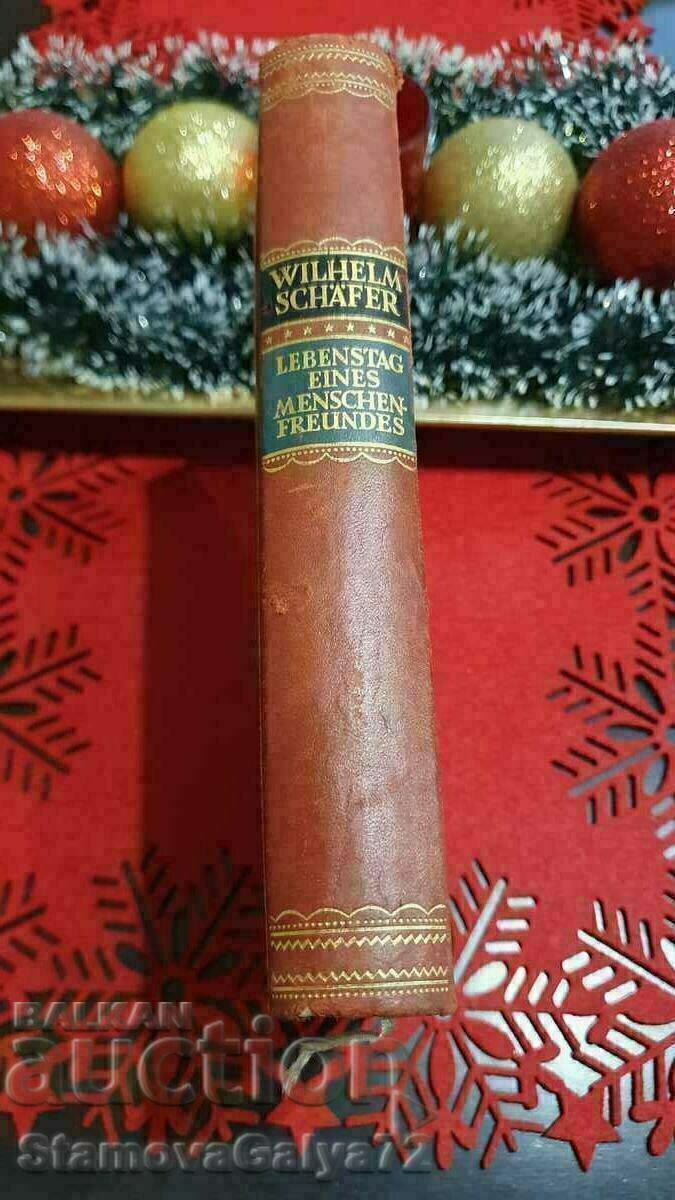 WILHELM
SCHÄFER
LEBENSTAG
EINES
MENSCHEN-
FREUNDES
BALKAN
auction
StamovaGalya72